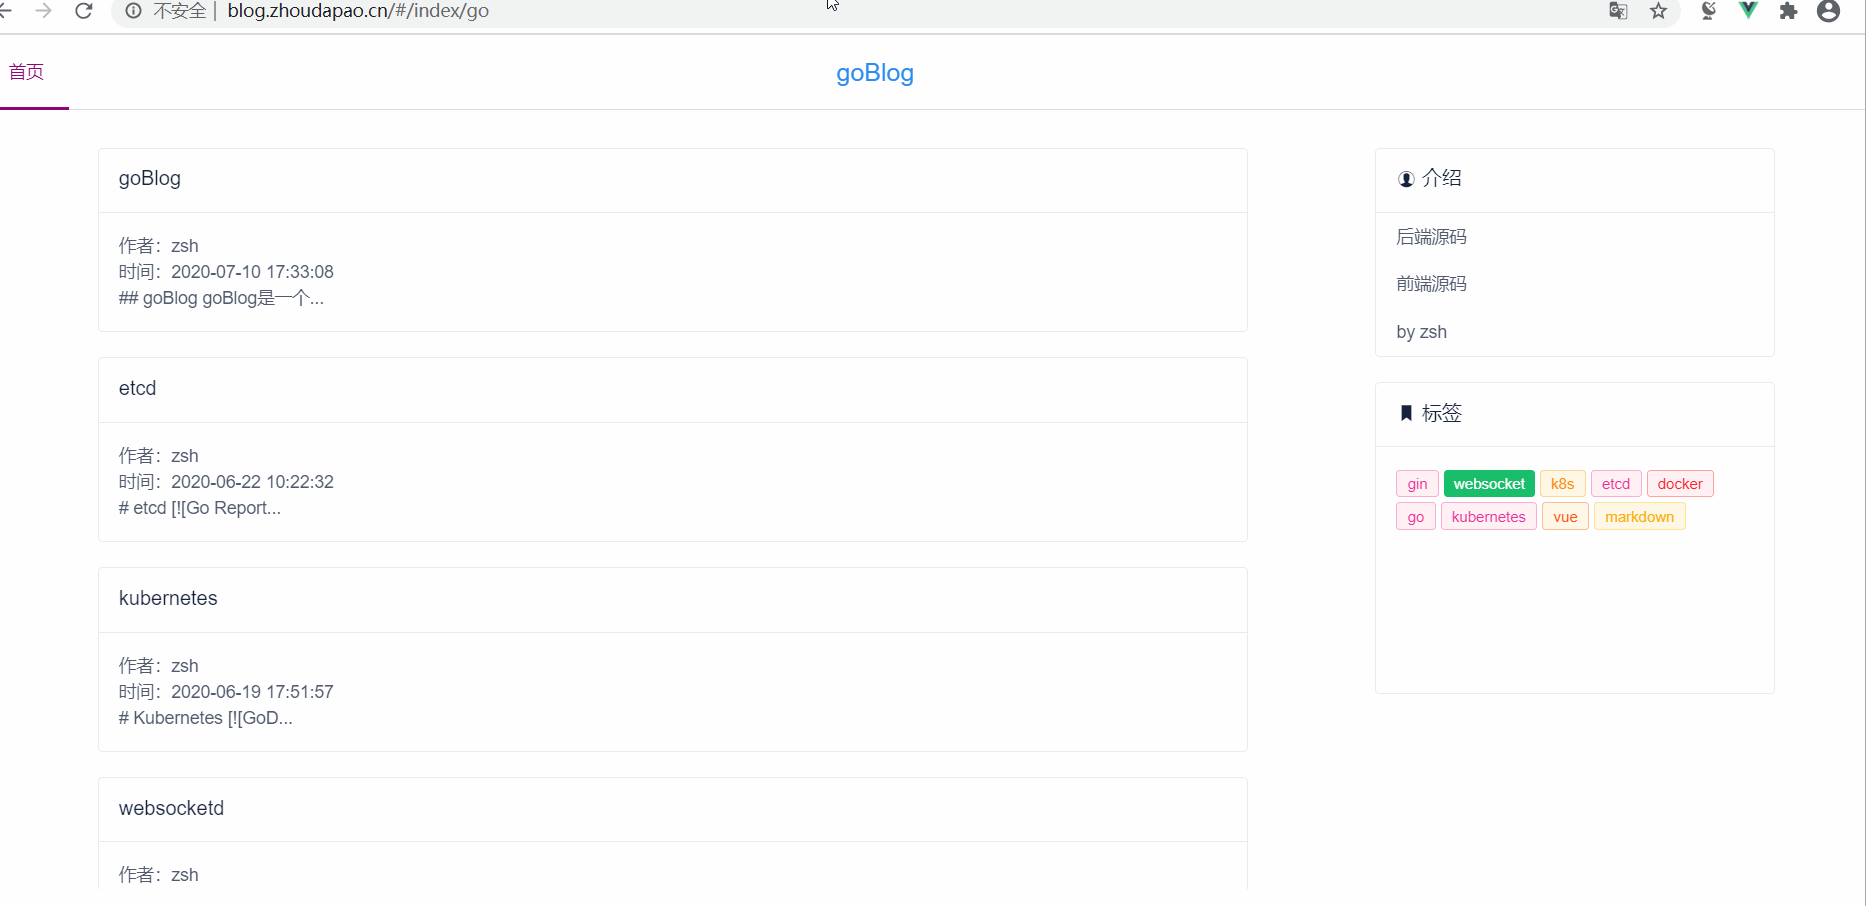 不安全 | blog.zhoudapao.cn/#/index/go
首页
goBlog
goBlog
作者：zsh
时间：2020-07-10 17:33:08
## goBlog goBlog是一个...
etcd
作者：zsh
时间：2020-06-22 10:22:32
# etcd [![Go Report...
kubernetes
作者：zsh
时间：2020-06-19 17:51:57
# Kubernetes [![GoD...
websocketd
作者：zsh
介绍
后端源码
前端源码
by zsh
标签
gin websocket k8s etcd docker
go kubernetes vue markdown